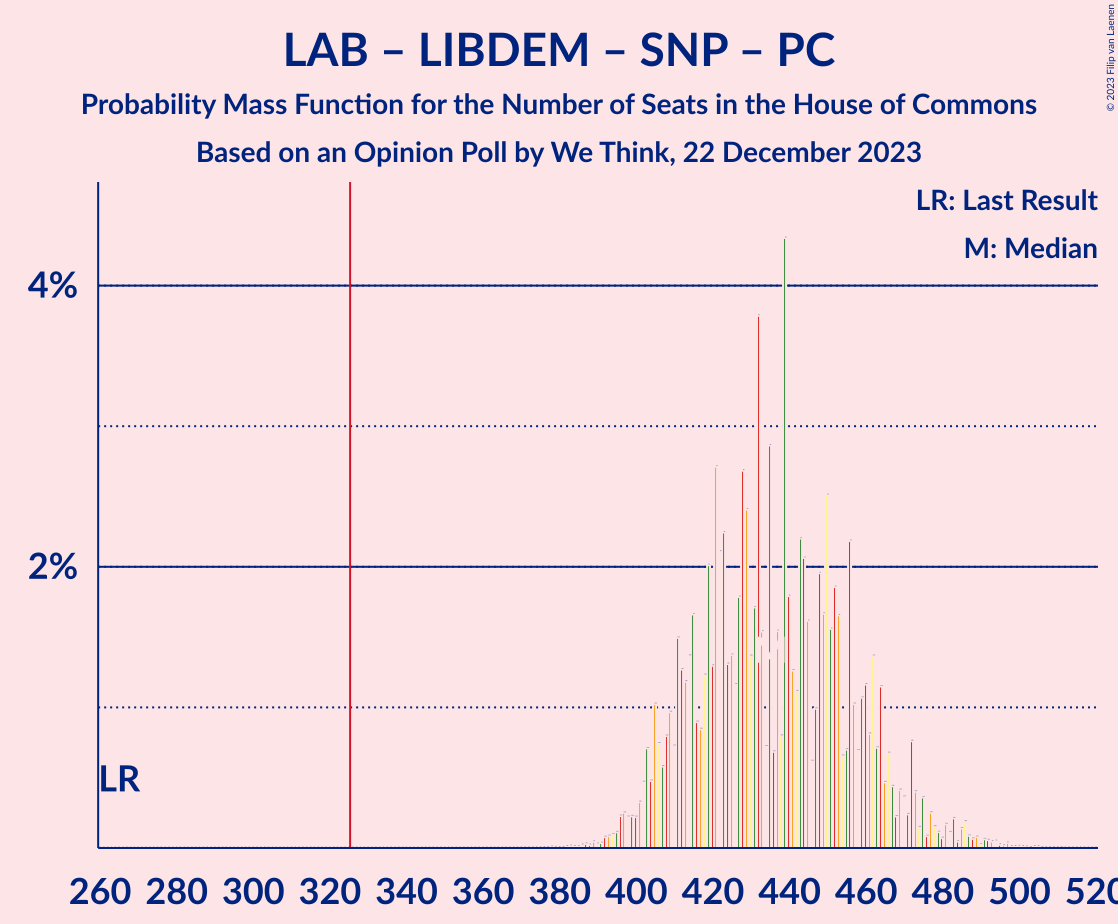 LAB – LIBDEM – SNP – PC
Probability Mass Function for the Number of Seats in the House of Commons
Based on an Opinion Poll by We Think, 22 December 2023
© 2023 Filip van Laenen
LR: Last Result
M: Median
4%
2%
LR
260 280 300 320 340 360 380 400 420 440 460 480 500 520